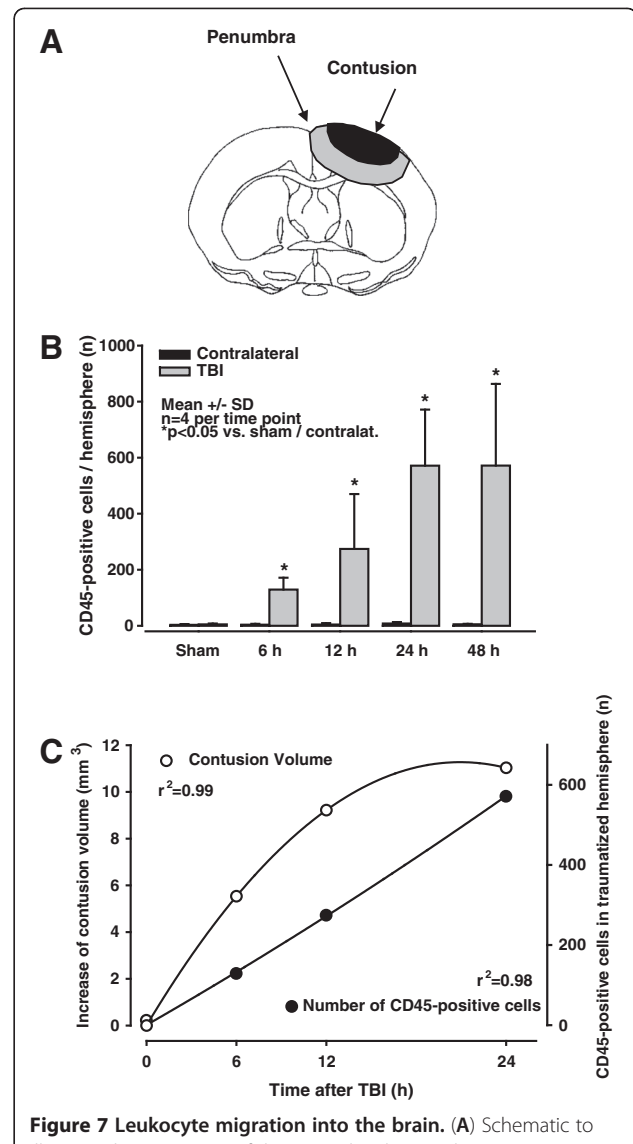 A
Penumbra
Contusion
B
CD45-positive cells / hemisphere (n)
1000
800
600
400
200
0
Contralateral
TBI
Mean +/- SD
n=4 per time point
*p<0.05 vs. sham / contralat.
*
*
*
*
Sham 6 h 12 h 24 h 48 h
C
Increase of contusion volume (mm³)
12
10
8
6
4
2
0
Contusion Volume
r²=0.99
r²=0.98
Number of CD45-positive cells
600
400
200
0
CD45-positive cells in traumatized hemisphere (n)
0 6 12 24
Time after TBI (h)
Figure 7 Leukocyte migration into the brain. (A) Schematic to